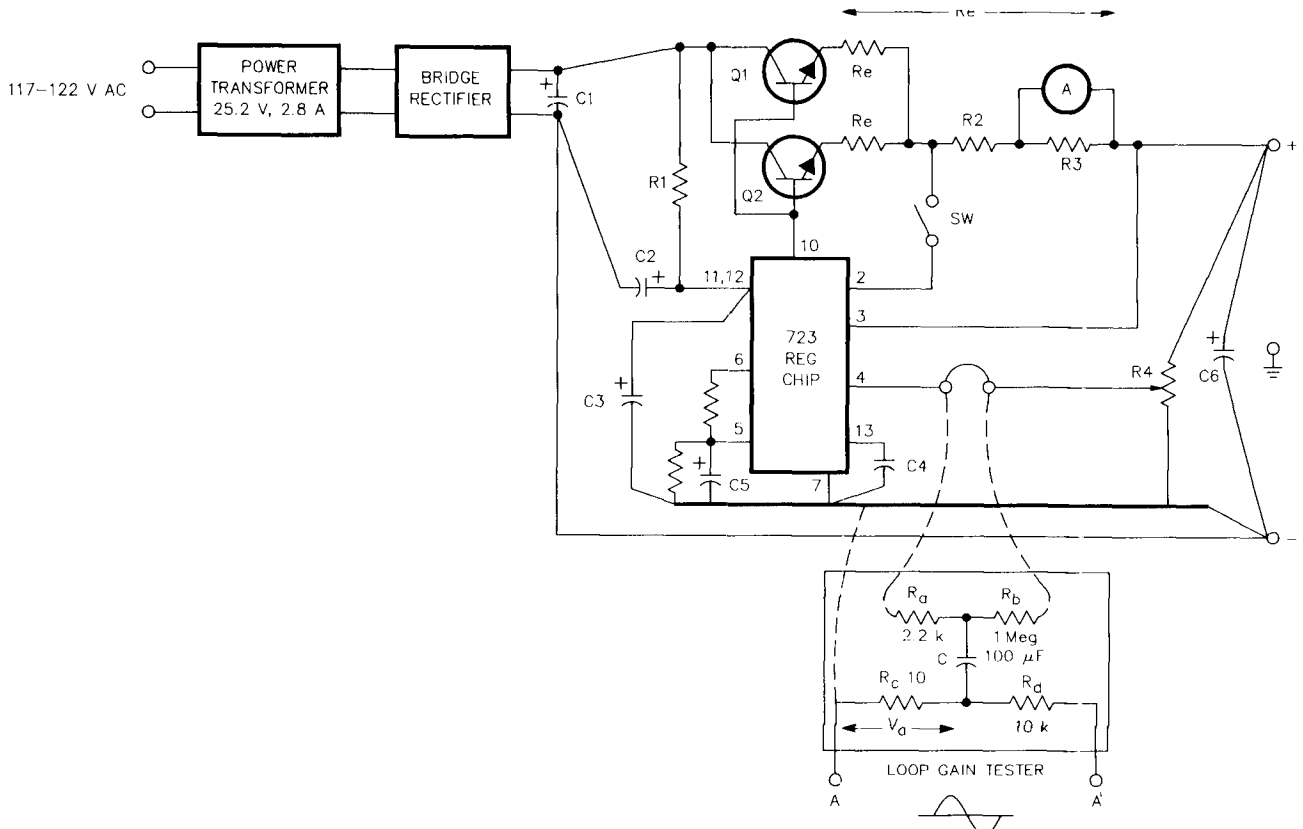 Re
117–122 V AC
POWER
TRANSFORMER
25.2 V, 2.8 A
BRIDGE
RECTIFIER
+
C1
Q1
Re
A
Q2
Re
R2
R3
+
R1
SW
C2
+
10
11,12
2
3
723
REG
CHIP
6
4
R4
+
C6
+
C3
5
13
+
C5
7
C4
–
Ra
Rb
2.2 k
1 Meg
C
100 µF
Rc 10
Rd
Va
10 k
LOOP GAIN TESTER
A
A'